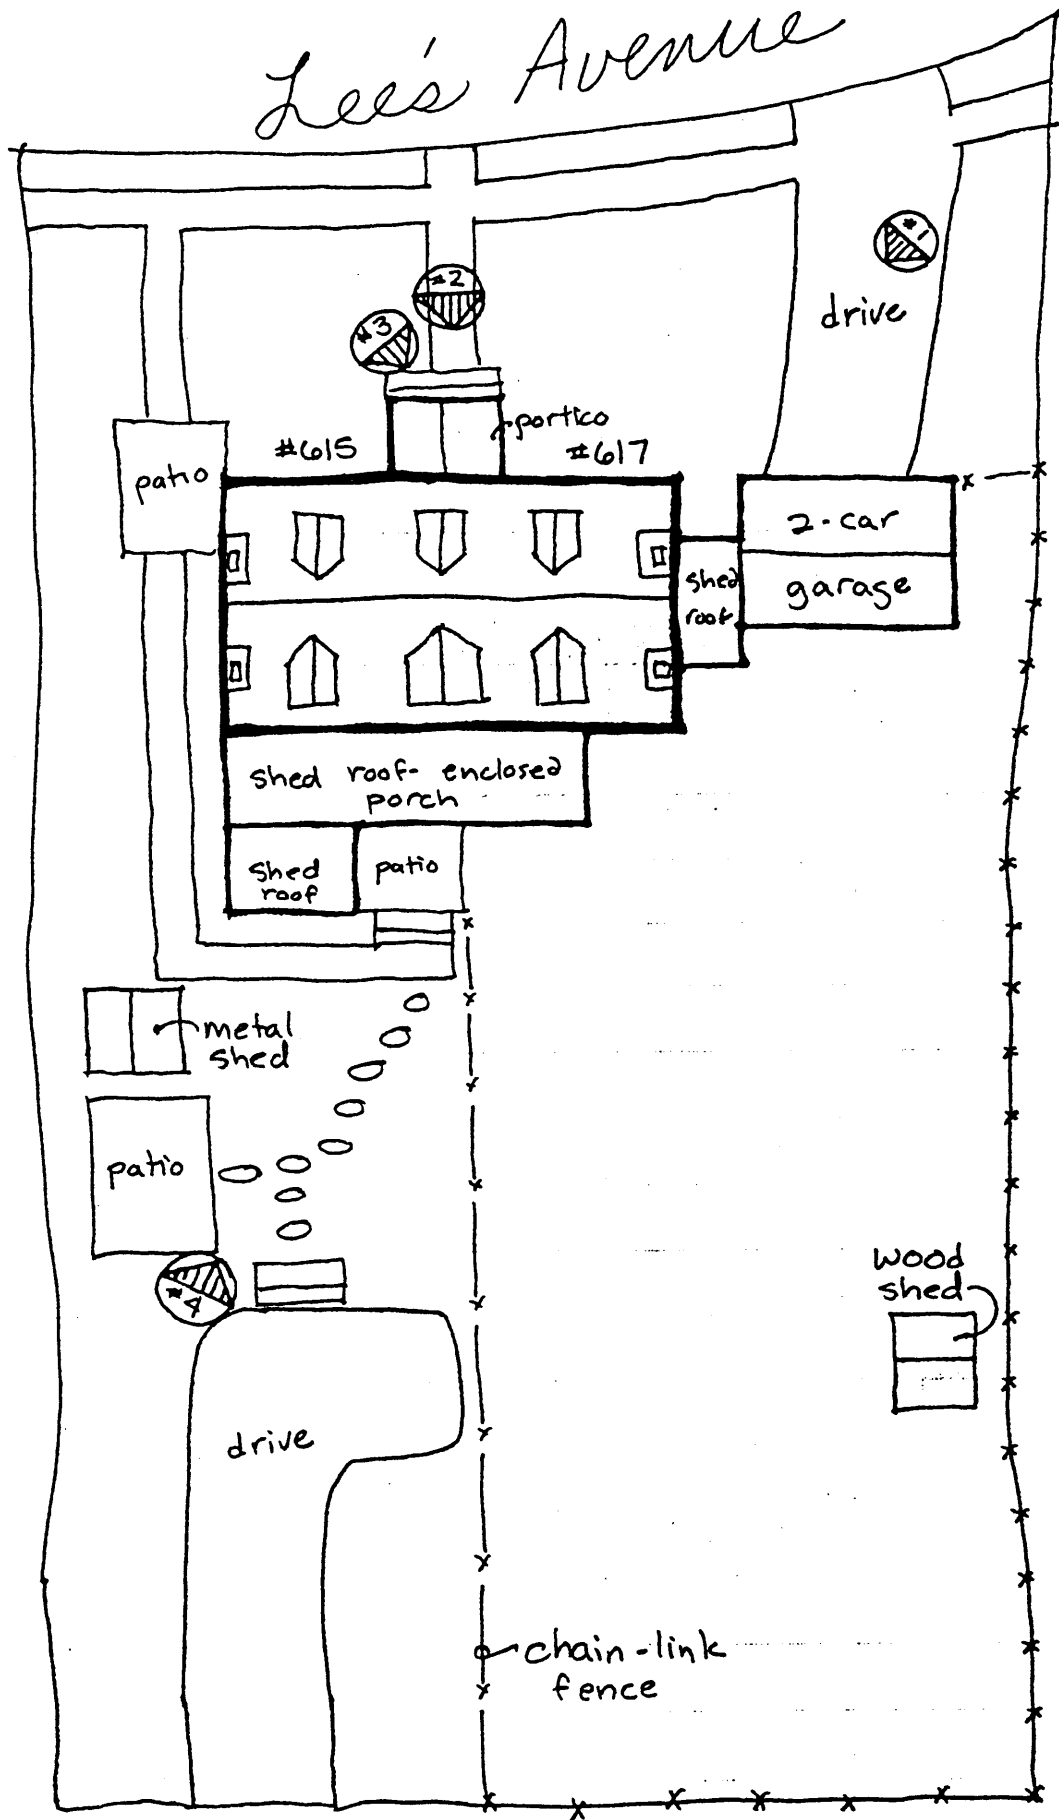 Lee's Avenue
#1
drive
#2
#3
portico
#615
#617
patio
2-car
garage
shed
roof
shed roof- enclosed
porch
shed
roof
patio
metal
shed
patio
#4
wood
shed
drive
chain-link
fence